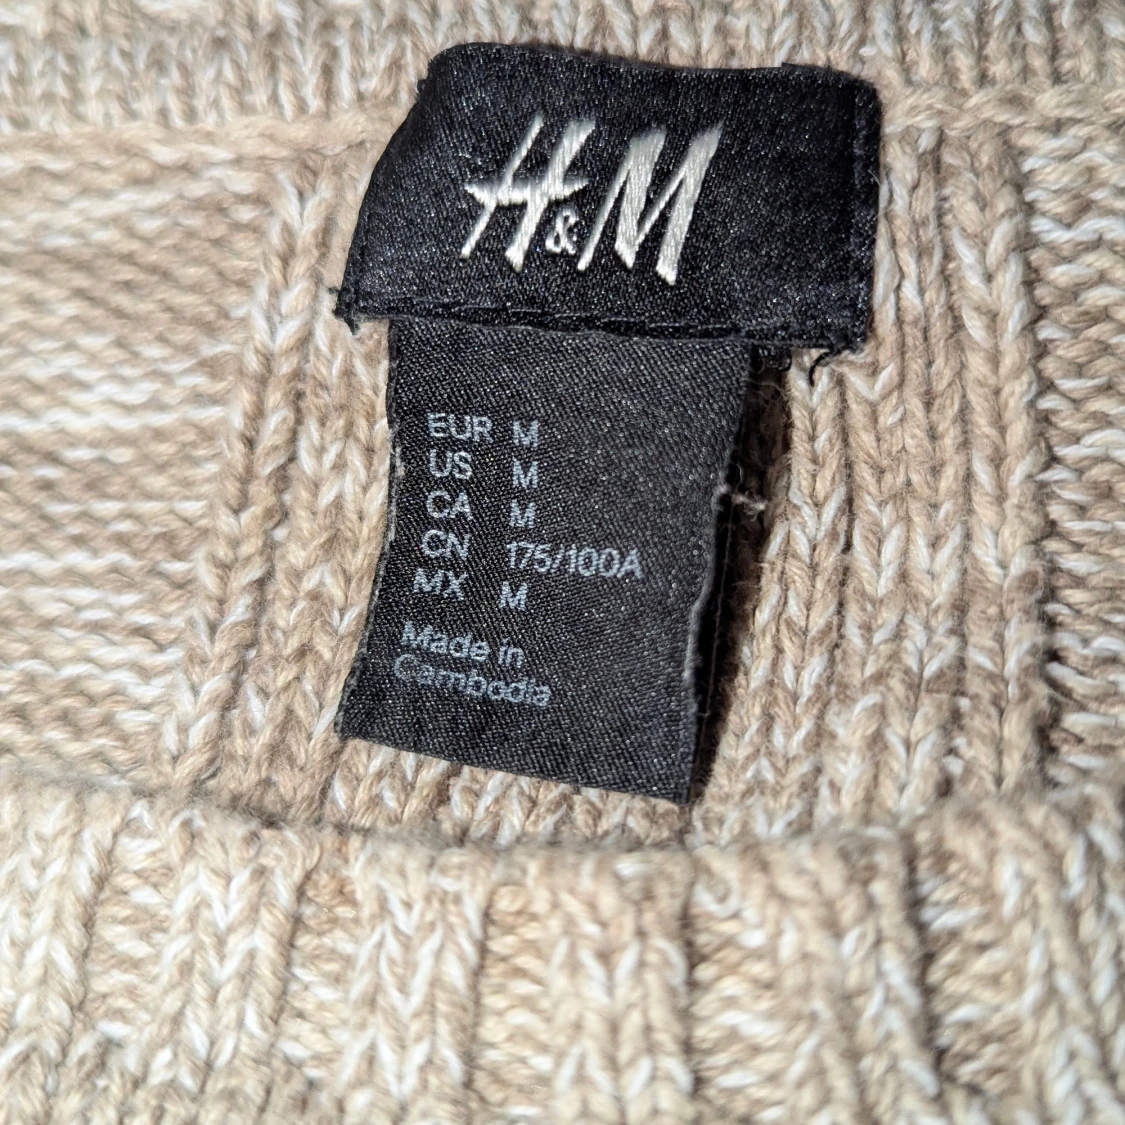 H&M
EUR M
US M
CA M
CN 175/100A
MX M
Made in
Cambodia